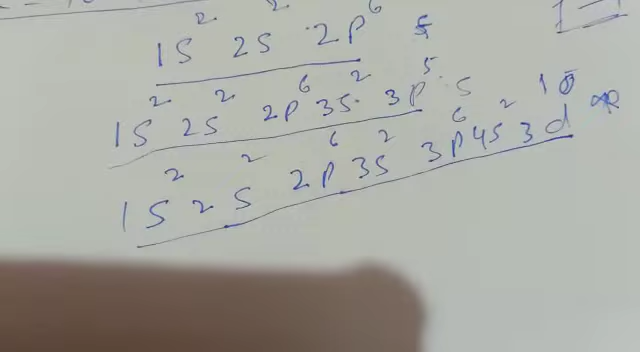 1s² 2s² 2p⁶
1s² 2s² 2p⁶ 3s² 3p⁵
1s² 2s² 2p⁶ 3s² 3p⁶ 4s² 3d¹⁰